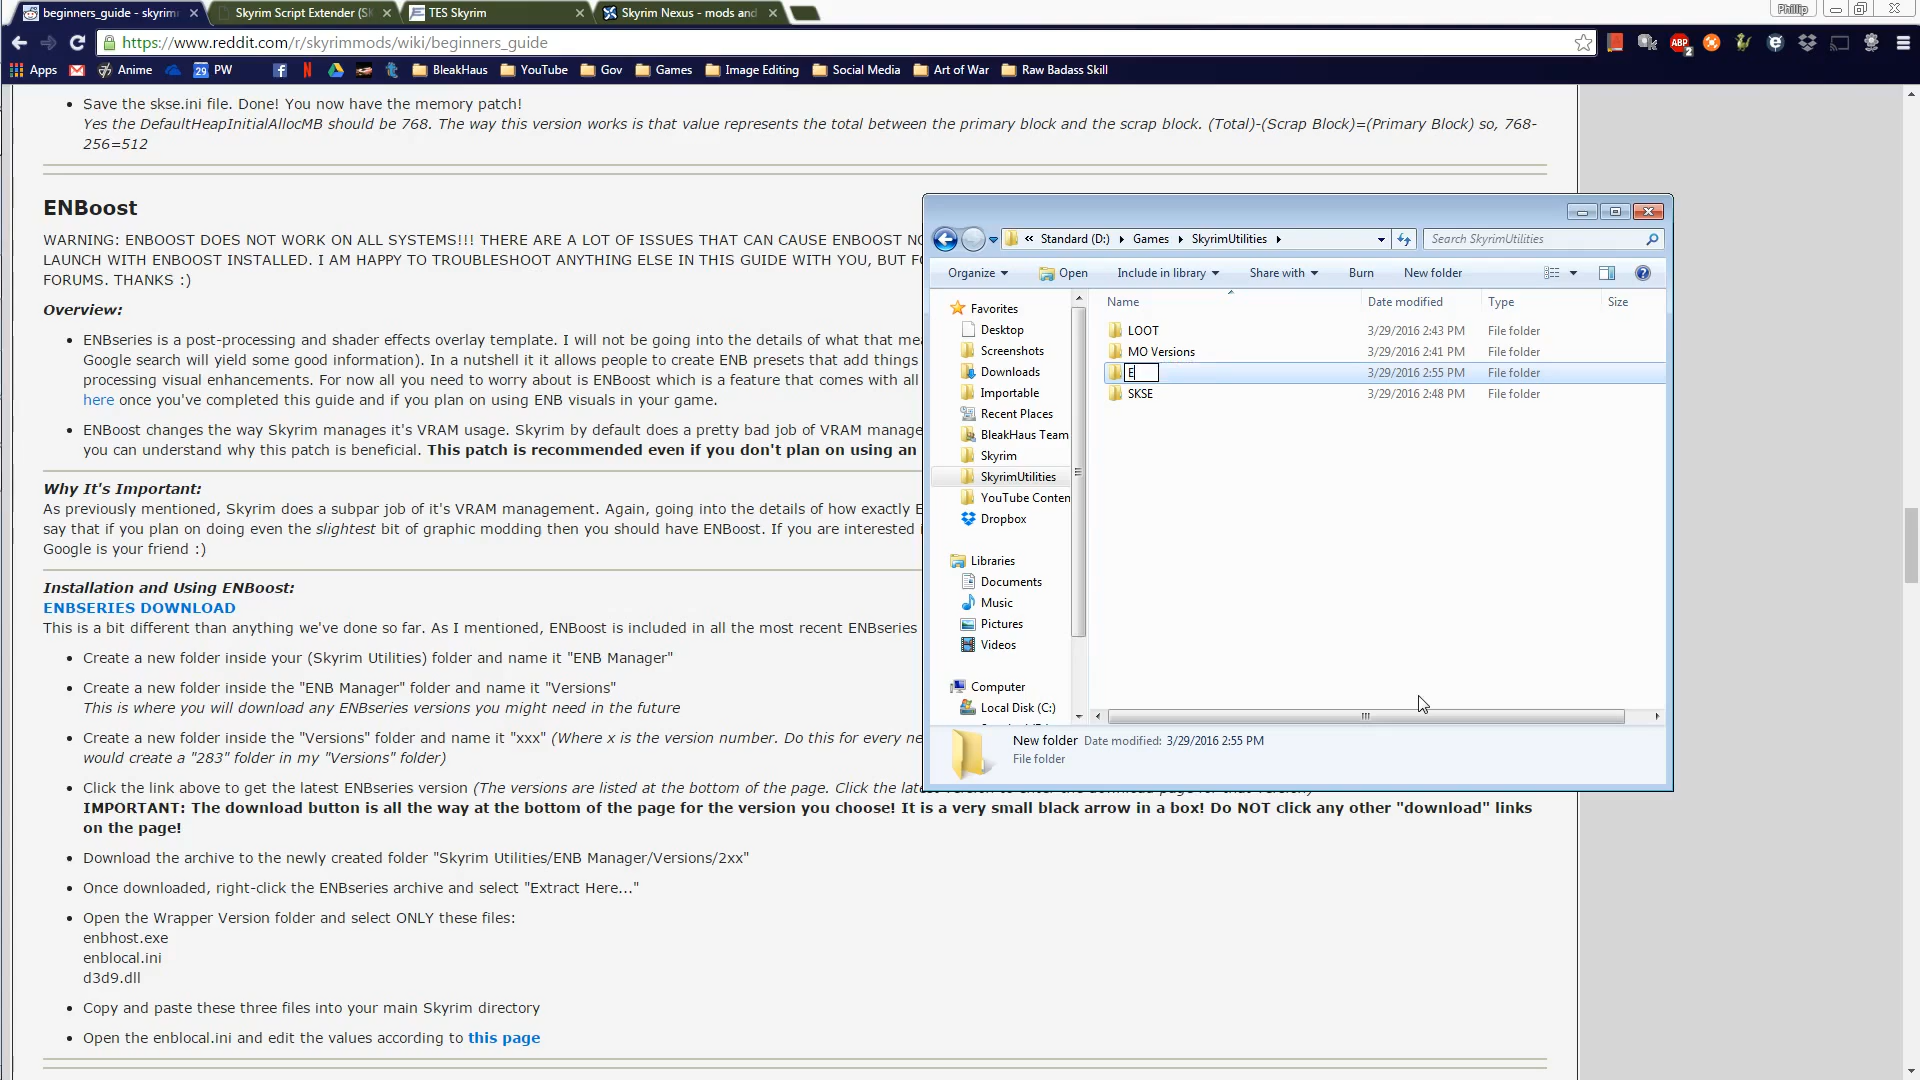 beginners_guide - skyrimm
Skyrim Script Extender (SK
TES Skyrim
Skyrim Nexus - mods and
Phillip
https://www.reddit.com/r/skyrimmods/wiki/beginners_guide
ABP
2
Apps
Anime
29 PW
BleakHaus
YouTube
Gov
Games
Image Editing
Social Media
Art of War
Raw Badass Skill
Save the skse.ini file. Done! You now have the memory patch!
Yes the DefaultHeapInitialAllocMB should be 768. The way this version works is that value represents the total between the primary block and the scrap block. (Total)-(Scrap Block)=(Primary Block) so, 768-
256=512
ENBoost
WARNING: ENBOOST DOES NOT WORK ON ALL SYSTEMS!!! THERE ARE A LOT OF ISSUES THAT CAN CAUSE ENBOOST NO
LAUNCH WITH ENBOOST INSTALLED. I AM HAPPY TO TROUBLESHOOT ANYTHING ELSE IN THIS GUIDE WITH YOU, BUT FO
FORUMS. THANKS :)
Overview:
ENBseries is a post-processing and shader effects overlay template. I will not be going into the details of what that mea
Google search will yield some good information). In a nutshell it it allows people to create ENB presets that add things
processing visual enhancements. For now all you need to worry about is ENBoost which is a feature that comes with all
here once you've completed this guide and if you plan on using ENB visuals in your game.
ENBoost changes the way Skyrim manages it's VRAM usage. Skyrim by default does a pretty bad job of VRAM manage
you can understand why this patch is beneficial. This patch is recommended even if you don't plan on using an
Why It's Important:
As previously mentioned, Skyrim does a subpar job of it's VRAM management. Again, going into the details of how exactly E
say that if you plan on doing even the slightest bit of graphic modding then you should have ENBoost. If you are interested i
Google is your friend :)
Installation and Using ENBoost:
ENBSERIES DOWNLOAD
This is a bit different than anything we've done so far. As I mentioned, ENBoost is included in all the most recent ENBseries
Create a new folder inside your (Skyrim Utilities) folder and name it "ENB Manager"
Create a new folder inside the "ENB Manager" folder and name it "Versions"
This is where you will download any ENBseries versions you might need in the future
Create a new folder inside the "Versions" folder and name it "xxx" (Where x is the version number. Do this for every ne
would create a "283" folder in my "Versions" folder)
Click the link above to get the latest ENBseries version (The versions are listed at the bottom of the page. Click the late
IMPORTANT: The download button is all the way at the bottom of the page for the version you choose! It is a very small black arrow in a box! Do NOT click any other "download" links
on the page!
Download the archive to the newly created folder "Skyrim Utilities/ENB Manager/Versions/2xx"
Once downloaded, right-click the ENBseries archive and select "Extract Here..."
Open the Wrapper Version folder and select ONLY these files:
enbhost.exe
enblocal.ini
d3d9.dll
Copy and paste these three files into your main Skyrim directory
Open the enblocal.ini and edit the values according to this page
« Standard (D:) Games SkyrimUtilities
Search SkyrimUtilities
Organize Open Include in library Share with Burn New folder
Name Date modified Type Size
LOOT 3/29/2016 2:43 PM File folder
MO Versions 3/29/2016 2:41 PM File folder
E 3/29/2016 2:55 PM File folder
SKSE 3/29/2016 2:48 PM File folder
Favorites
Desktop
Screenshots
Downloads
Importable
Recent Places
BleakHaus Team
Skyrim
SkyrimUtilities
YouTube Conten
Dropbox
Libraries
Documents
Music
Pictures
Videos
Computer
Local Disk (C:)
New folder Date modified: 3/29/2016 2:55 PM
File folder